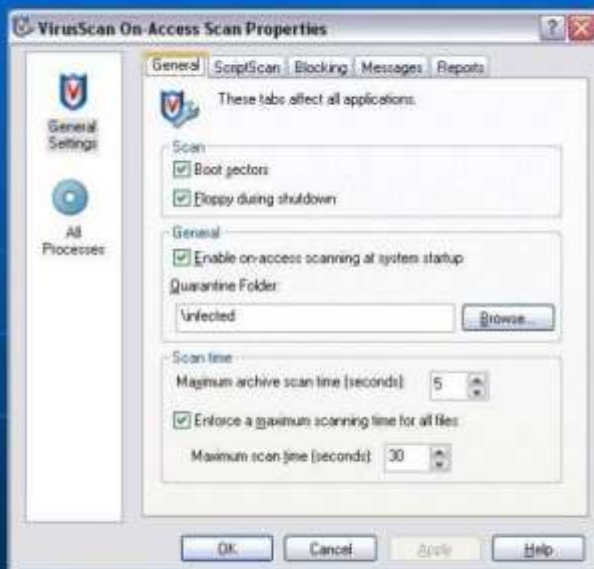 VirusScan On-Access Scan Properties
General
Settings
All
Processes
General ScriptScan Blocking Messages Reports
These tabs affect all applications.
Scan
Boot sectors
Floppy during shutdown
General
Enable on-access scanning at system startup
Quarantine Folder:
\infected
Browse...
Scan time
Maximum archive scan time (seconds): 5
Enforce a maximum scanning time for all files
Maximum scan time (seconds): 30
OK Cancel Apply Help